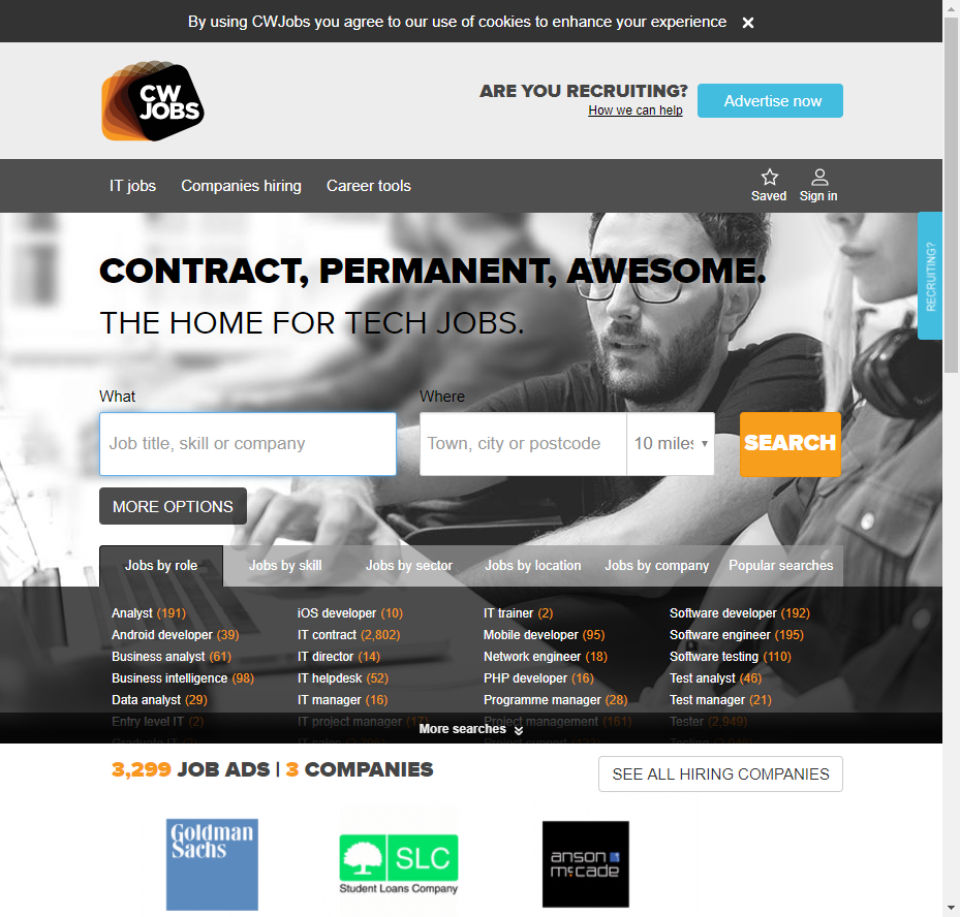 By using CWJobs you agree to our use of cookies to enhance your experience ×
CW
JOBS
ARE YOU RECRUITING?
How we can help
Advertise now
IT jobs Companies hiring Career tools
Saved Sign in
RECRUITING?
CONTRACT, PERMANENT, AWESOME.
THE HOME FOR TECH JOBS.
What Where
Job title, skill or company Town, city or postcode 10 miles SEARCH
MORE OPTIONS
Jobs by role Jobs by skill Jobs by sector Jobs by location Jobs by company Popular searches
Analyst (191) iOS developer (10) IT trainer (2) Software developer (192)
Android developer (39) IT contract (2,802) Mobile developer (95) Software engineer (195)
Business analyst (61) IT director (14) Network engineer (18) Software testing (110)
Business intelligence (98) IT helpdesk (52) PHP developer (16) Test analyst (46)
Data analyst (29) IT manager (16) Programme manager (28) Test manager (21)
Entry level IT (2) IT project manager (17) Project management (161) Tester (2,949)
More searches
3,299 JOB ADS | 3 COMPANIES
SEE ALL HIRING COMPANIES
Goldman
Sachs
SLC
Student Loans Company
anson
mccade